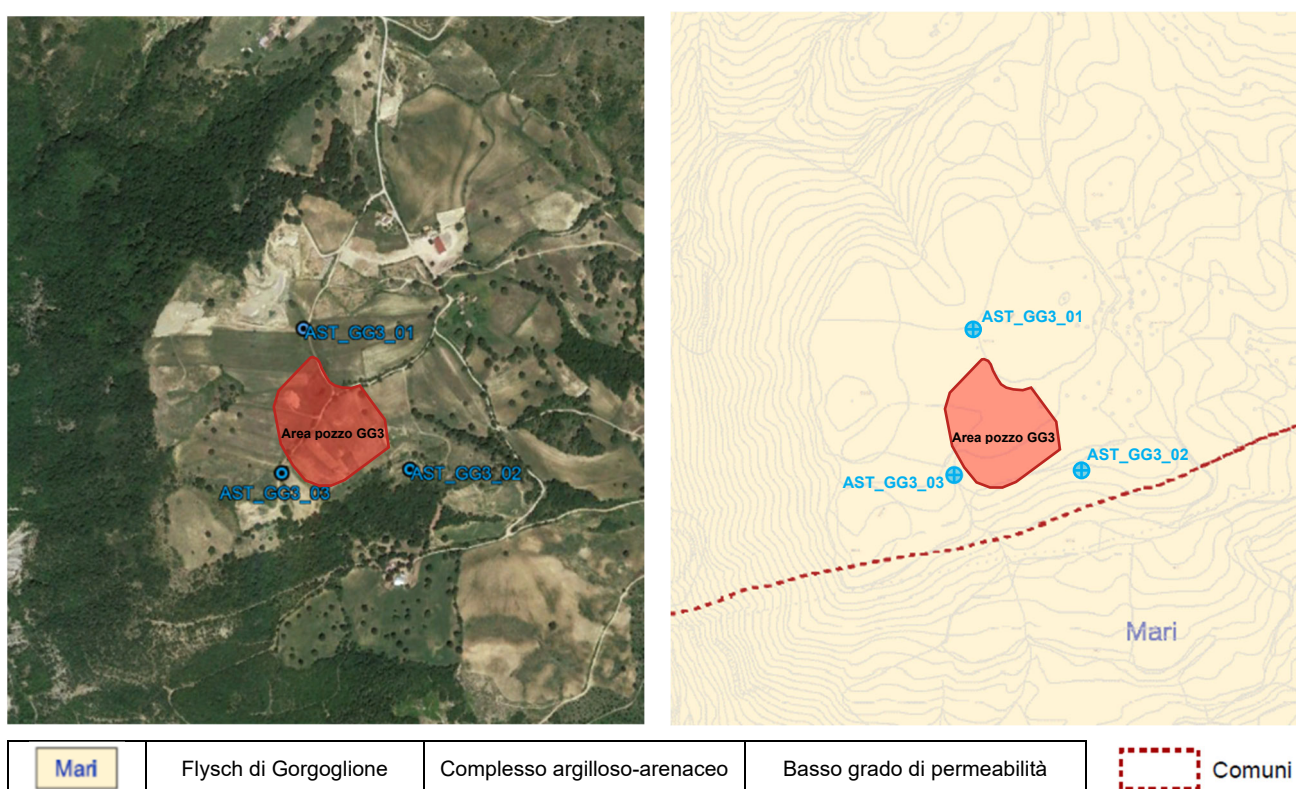 AST_GG3_01
Area pozzo GG3
AST_GG3_02
AST_GG3_03
AST_GG3_01
Area pozzo GG3
AST_GG3_02
AST_GG3_03
Mari
Mari Flysch di Gorgoglione Complesso argilloso-arenaceo Basso grado di permeabilità Comuni